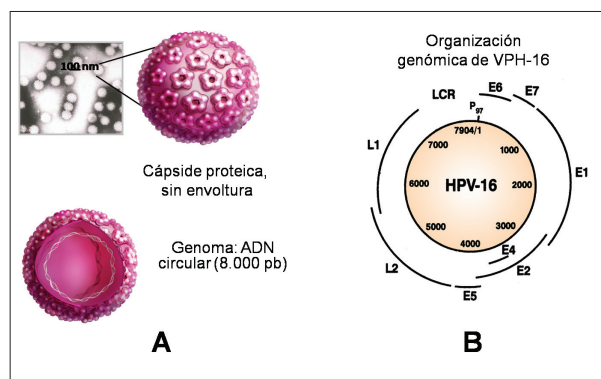 100 nm
Cápside proteica,
sin envoltura
Genoma: ADN
circular (8.000 pb)
A
Organización
genómica de VPH-16
LCR
E6
E7
P97
7904/1
L1
7000
1000
E1
6000
HPV-16
2000
5000
3000
4000
E4
L2
E2
E5
B